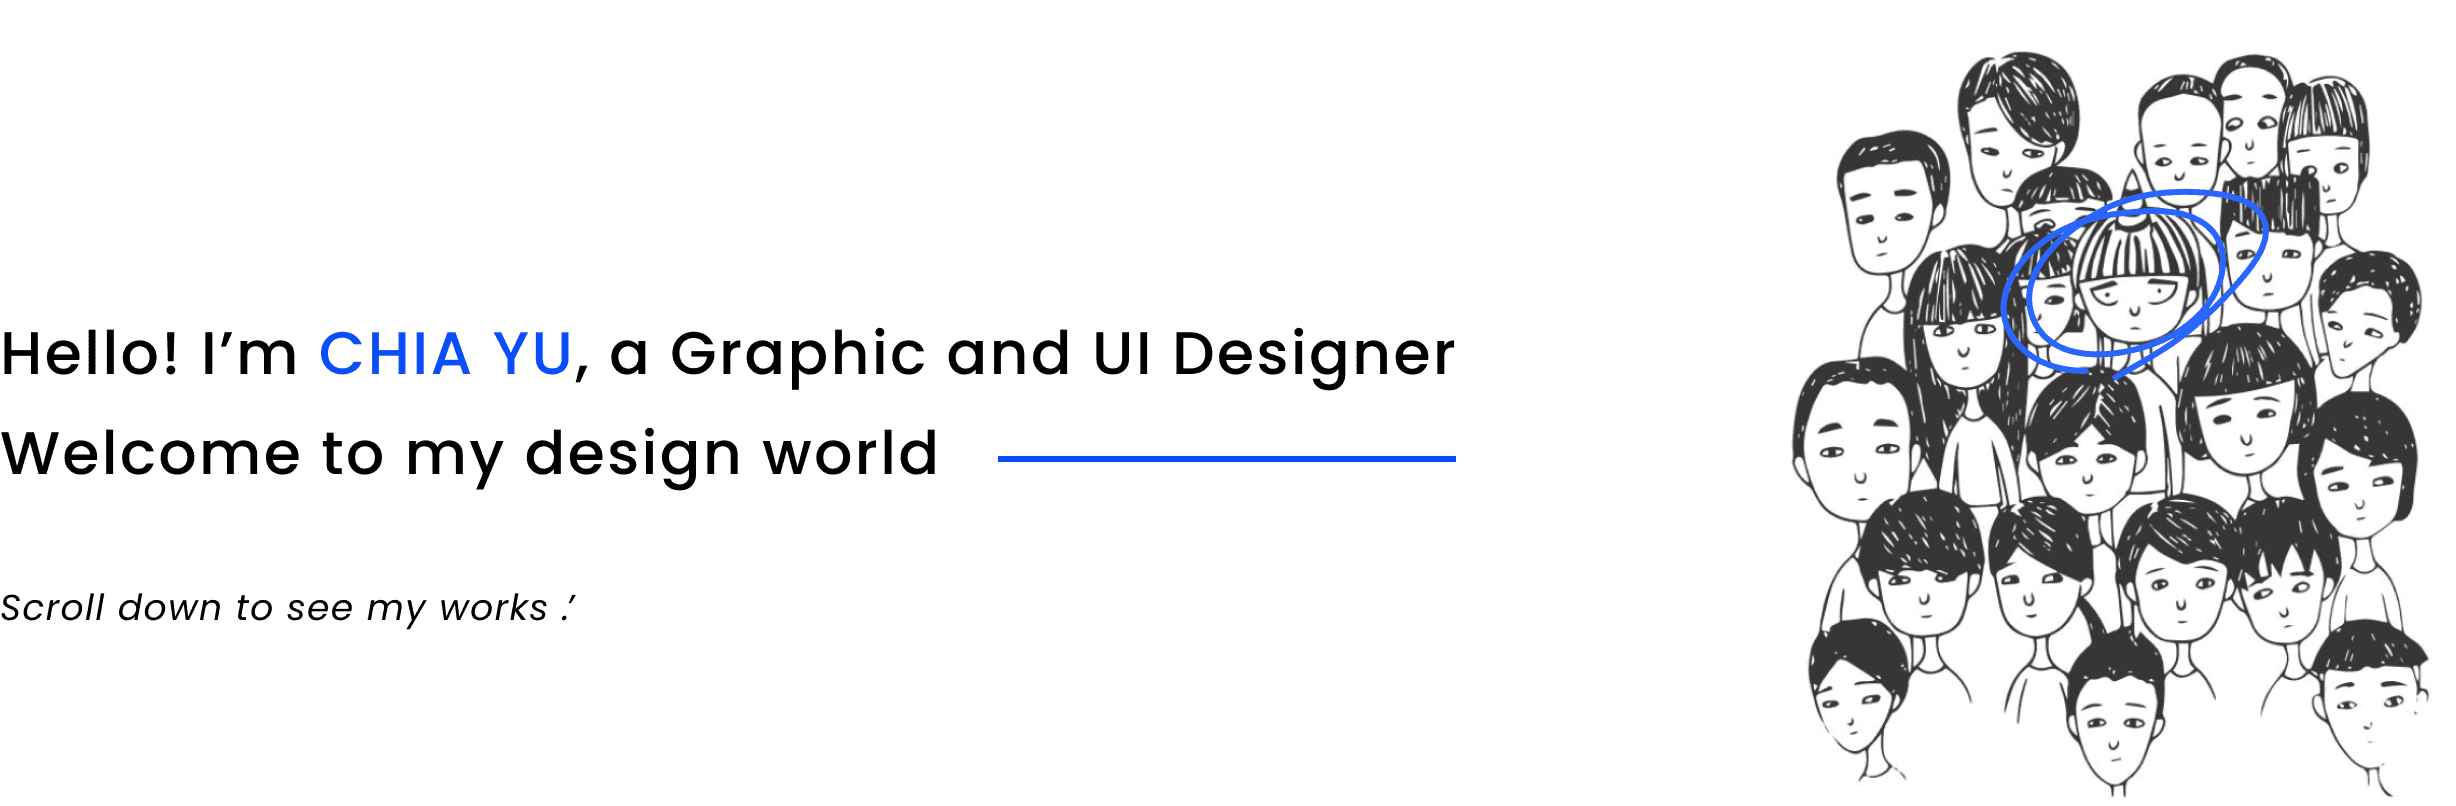 Hello! I’m CHIA YU, a Graphic and UI Designer
Welcome to my design world
Scroll down to see my works .’